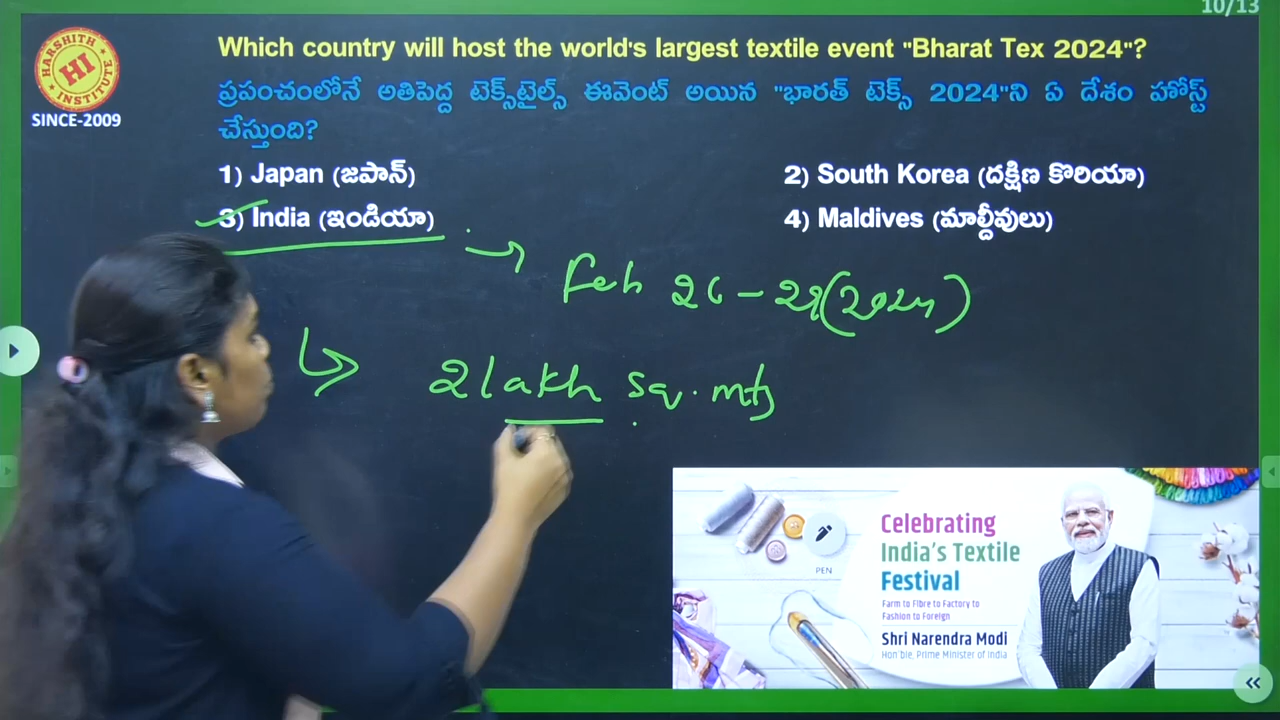 10/13
HARSHITH
HI
INSTITUTE
SINCE-2009
Which country will host the world's largest textile event "Bharat Tex 2024"?
ప్రపంచంలోనే అతిపెద్ద టెక్స్‌టైల్స్ ఈవెంట్ అయిన "భారత్ టెక్స్ 2024"ని ఏ దేశం హోస్ట్
చేస్తుంది?
1) Japan (జపాన్)
2) South Korea (దక్షిణ కొరియా)
3) India (ఇండియా)
4) Maldives (మాల్దీవులు)
Feb 26-29(2024)
2 lakh sq. mts
PEN
Celebrating
India's Textile
Festival
Farm to Fibre to Factory to
Fashion to Foreign
Shri Narendra Modi
Hon'ble, Prime Minister of India